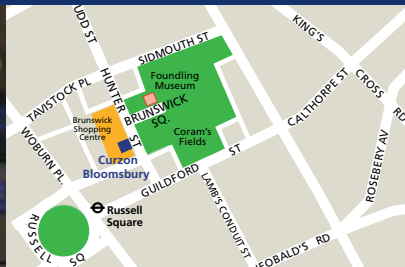 UDD ST
KING'S
CROSS
RD
SIDMOUTH ST
TAVISTOCK PL
HUNTER
ST
Foundling
Museum
BRUNSWICK
SQ.
CALTHORPE ST
Brunswick
Shopping
Centre
Coram's
Fields
WOBURN PL.
Curzon
Bloomsbury
GUILDFORD ST
ROSEBERY AV
LAMB'S CONDUIT ST
Russell
Square
RUSSELL SQ
EOBALD'S RD